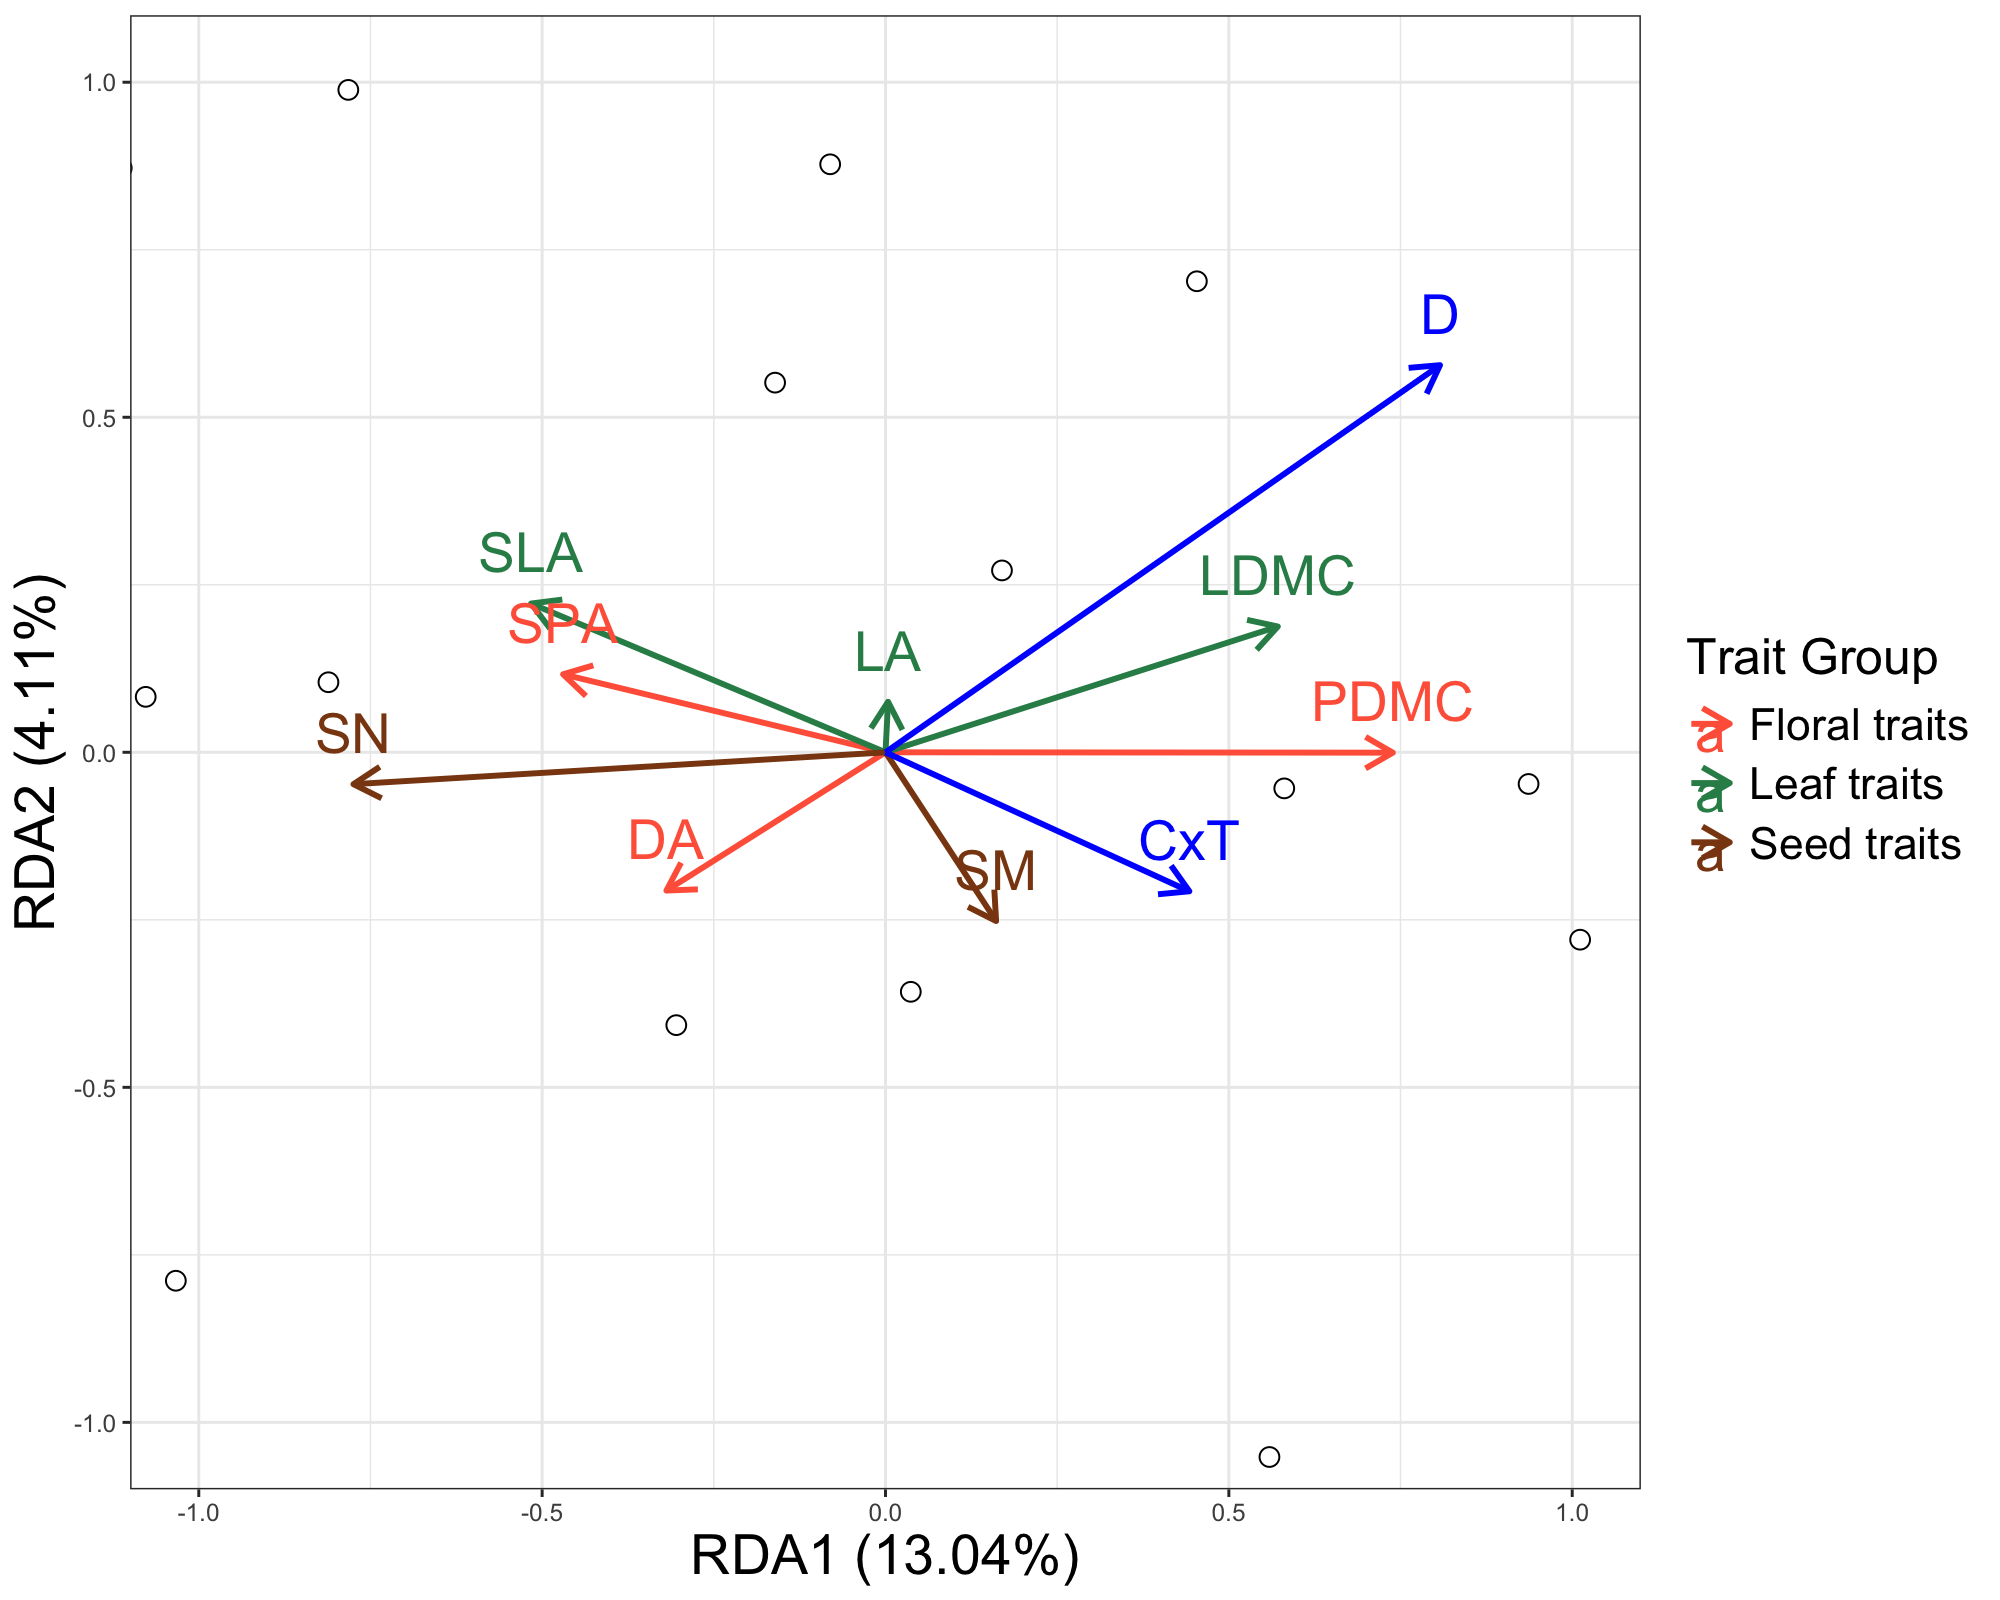 1.0
0.5
0.0
-0.5
-1.0
RDA2 (4.11%)
D
SLA
LDMC
SPA
LA
PDMC
SN
DA
CxT
SM
-1.0
-0.5
0.0
0.5
1.0
RDA1 (13.04%)
Trait Group
a Floral traits
a Leaf traits
a Seed traits